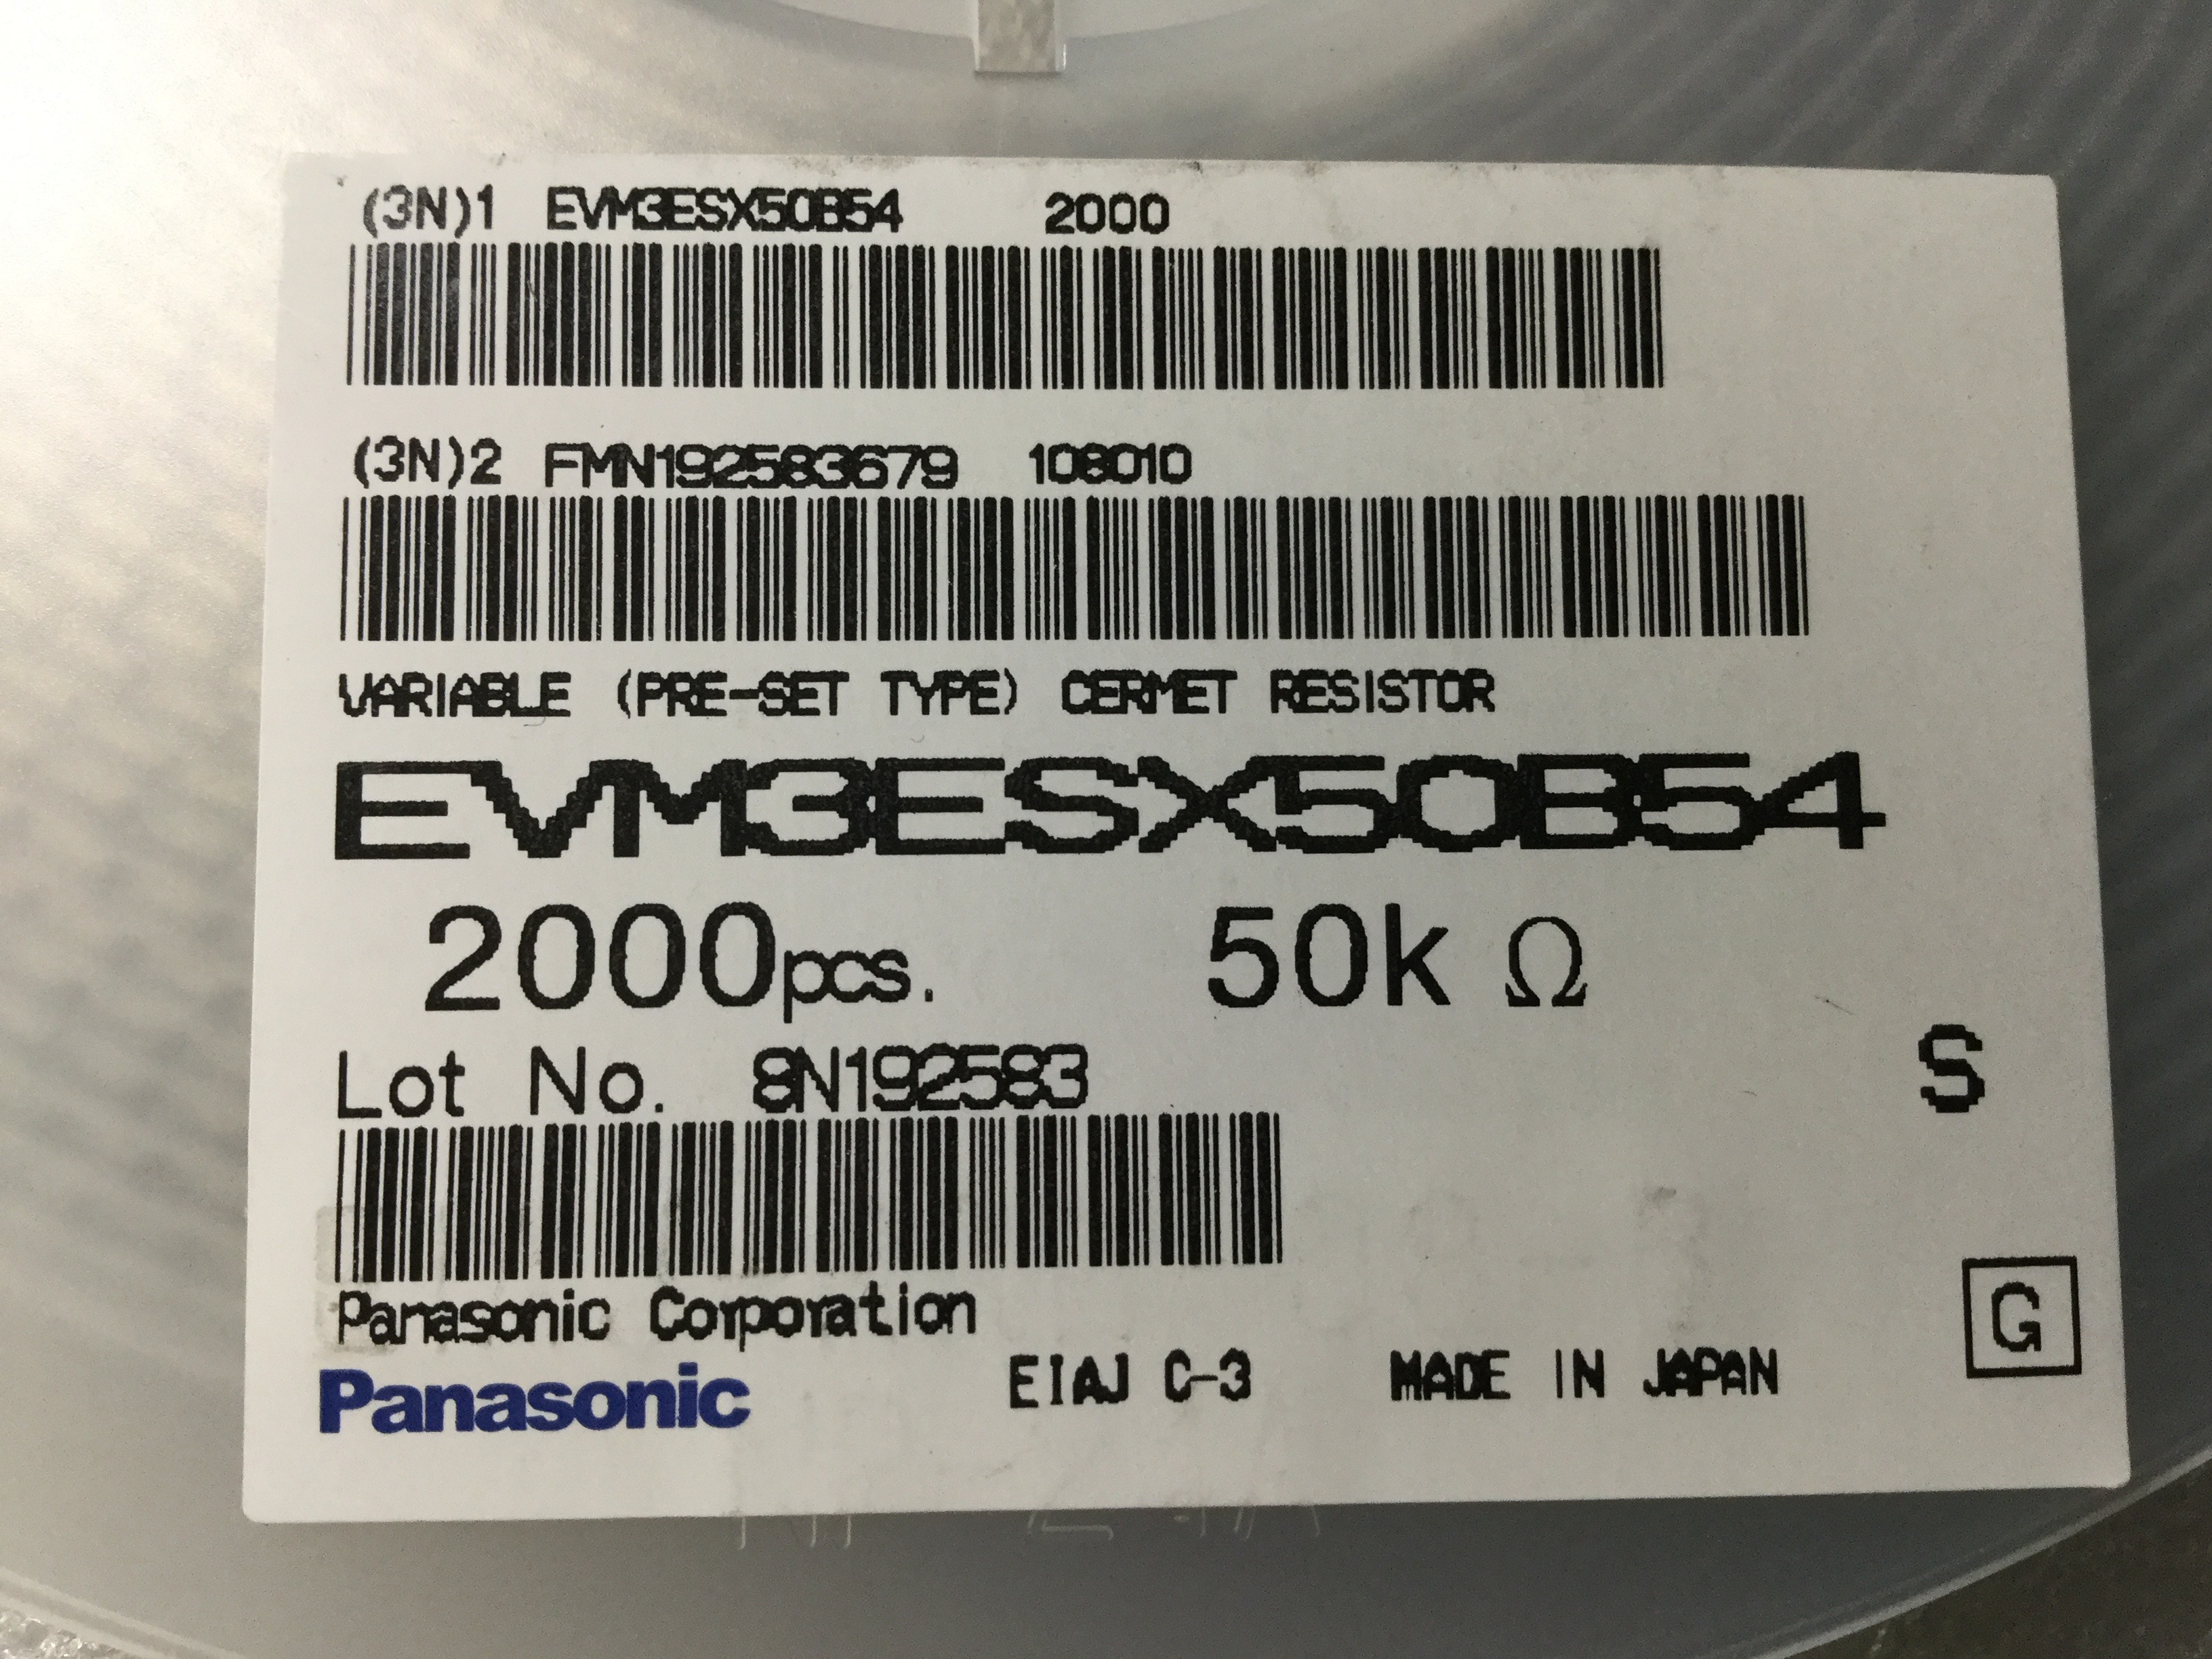 (3N)1 EVM3ESX50B54 2000
(3N)2 FMN192583679 108010
VARIABLE (PRE-SET TYPE) CERMET RESISTOR
EVM3ESX50B54
2000pcs. 50kΩ
Lot No. 8N192583
S
Panasonic Corporation
G
Panasonic EIAJ C-3 MADE IN JAPAN